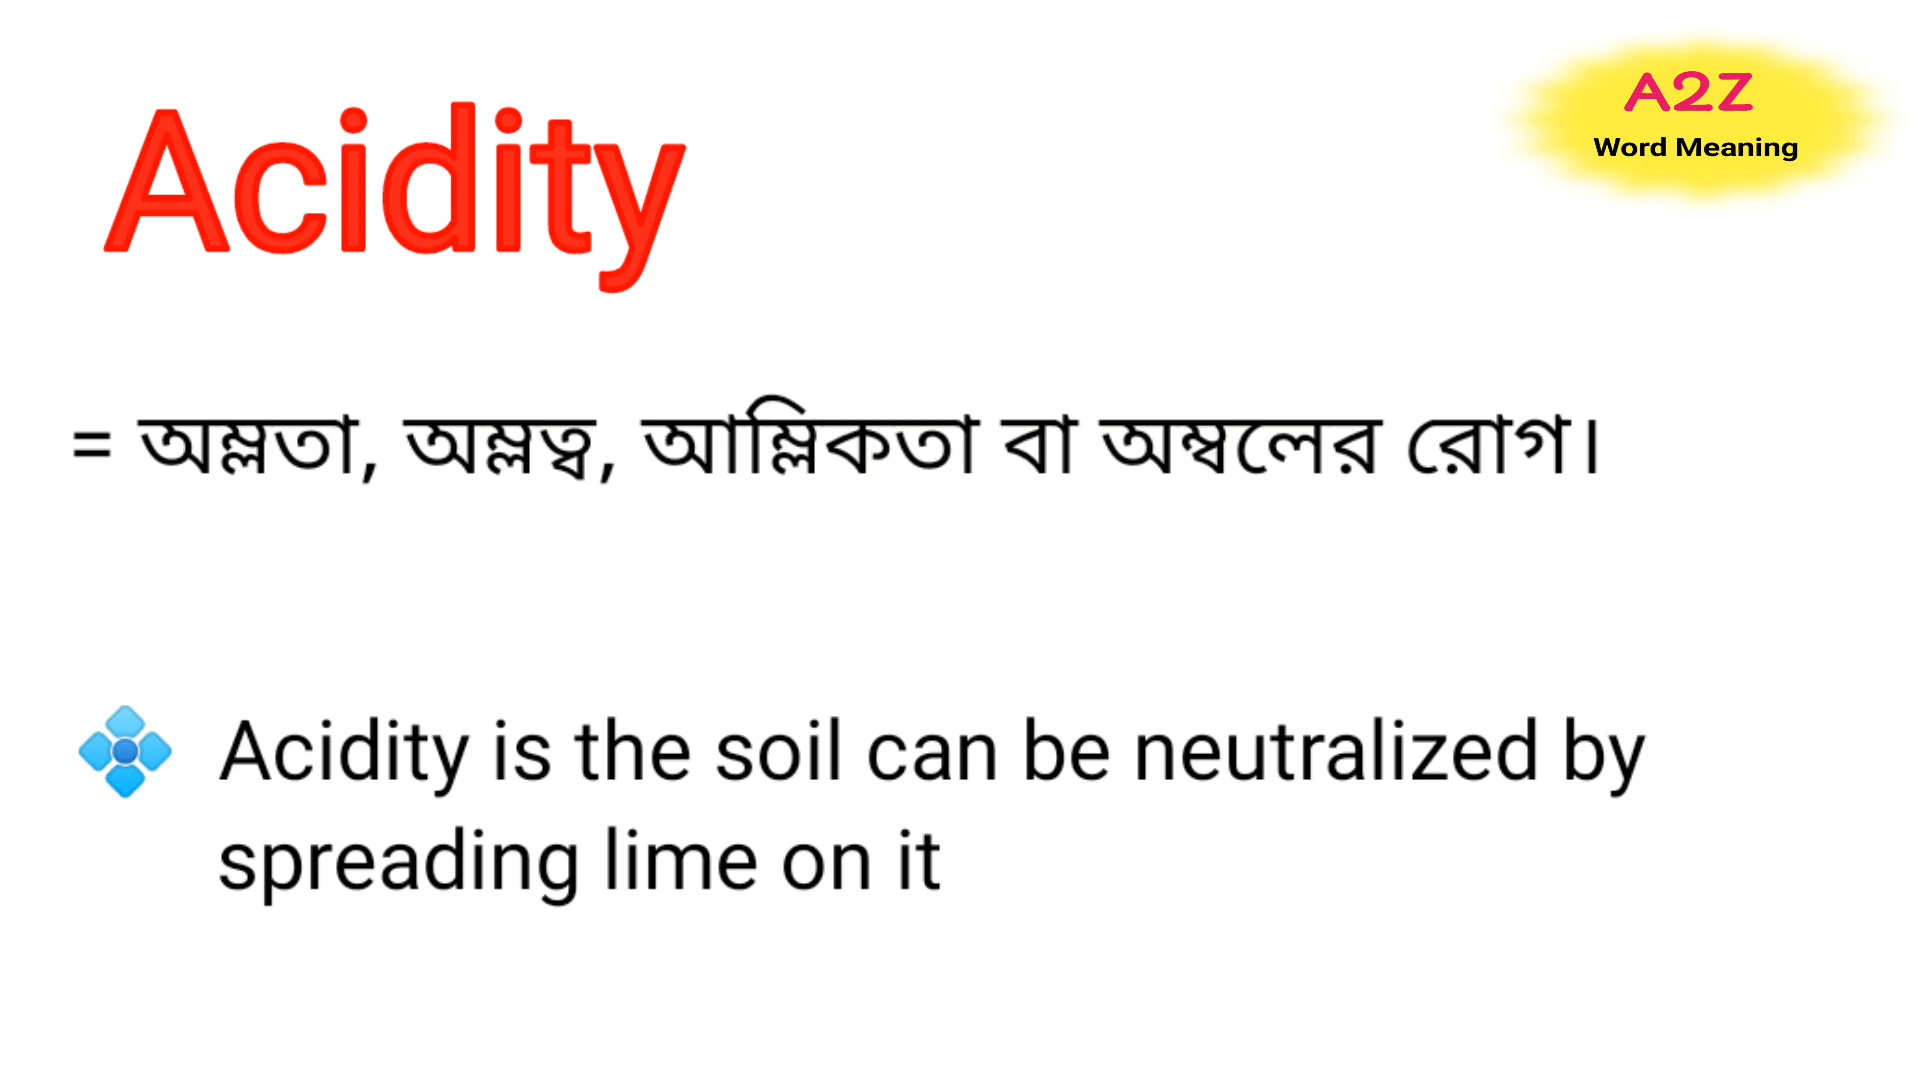 A2Z
Word Meaning
Acidity
= অম্লতা, অম্লত্ব, আম্লিকতা বা অম্বলের রোগ।
Acidity is the soil can be neutralized by
spreading lime on it